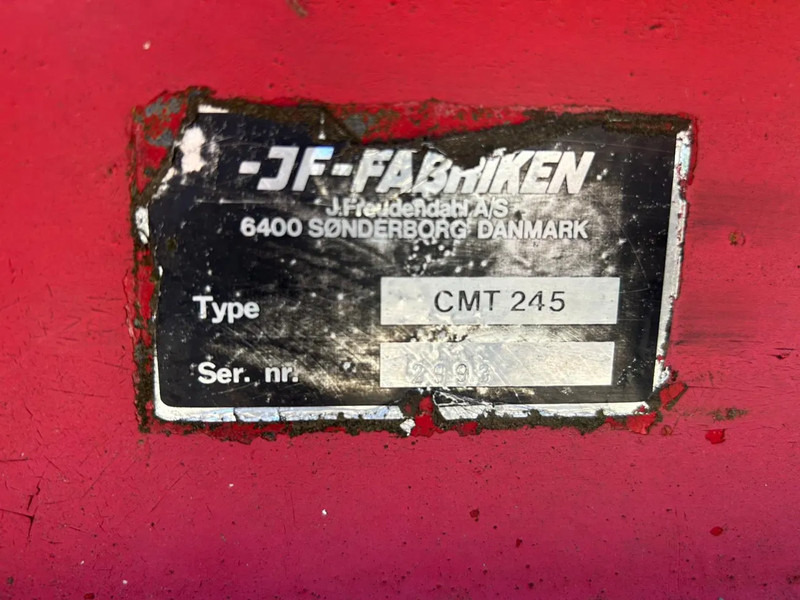 -JF-FABRIKEN
J.Freudendahl A/S
6400 SØNDERBORG DANMARK
Type CMT 245
Ser. nr.